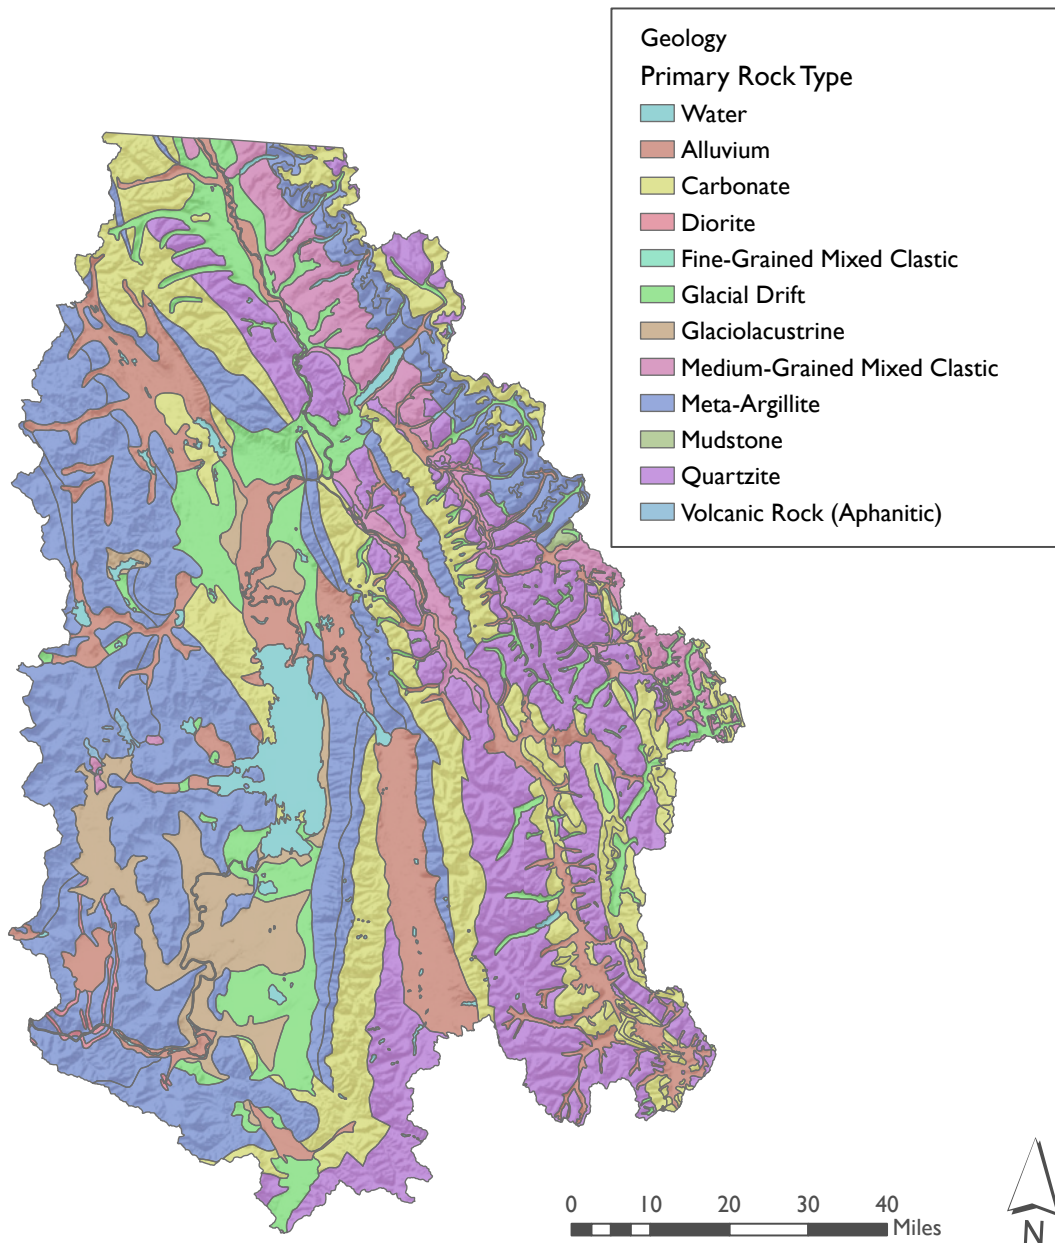 Geology
Primary Rock Type
Water
Alluvium
Carbonate
Diorite
Fine-Grained Mixed Clastic
Glacial Drift
Glaciolacustrine
Medium-Grained Mixed Clastic
Meta-Argillite
Mudstone
Quartzite
Volcanic Rock (Aphanitic)
0 10 20 30 40
Miles
N